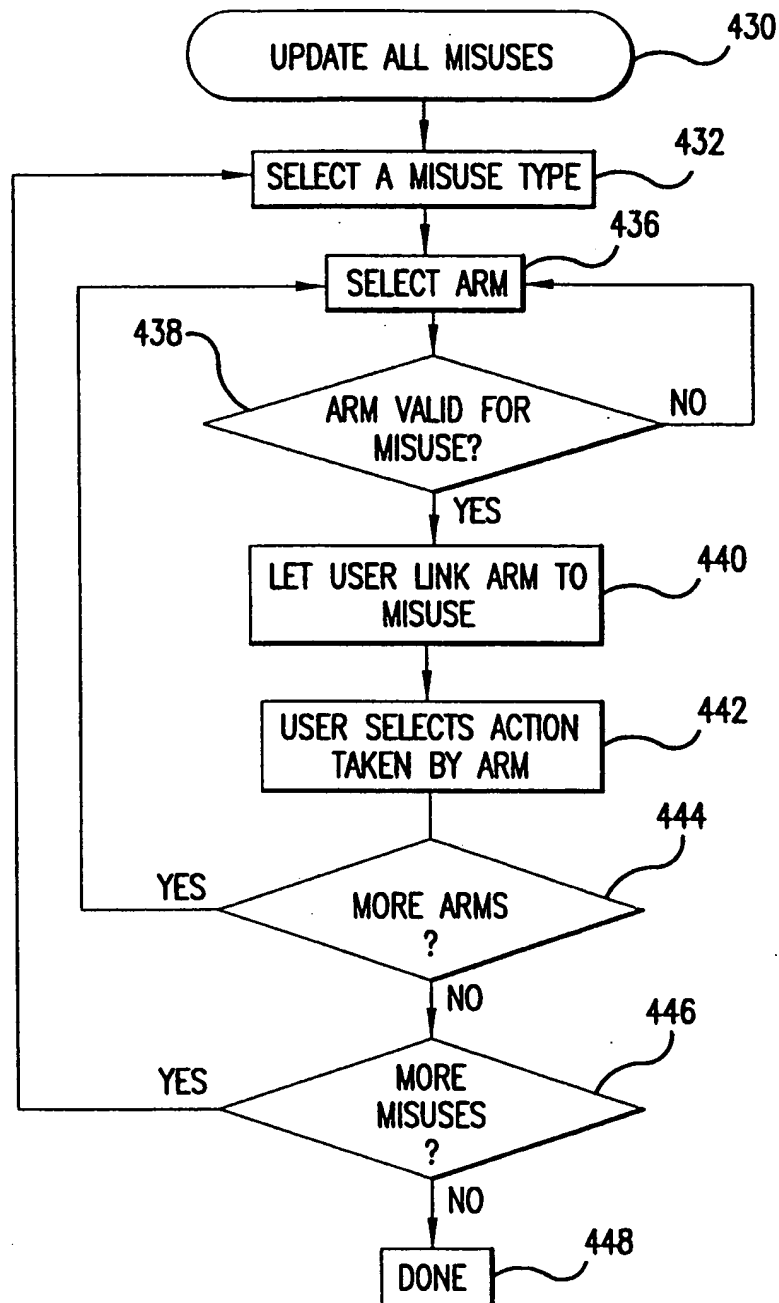 UPDATE ALL MISUSES
430
SELECT A MISUSE TYPE
432
SELECT ARM
436
438
ARM VALID FOR
MISUSE?
NO
YES
LET USER LINK ARM TO
MISUSE
440
USER SELECTS ACTION
TAKEN BY ARM
442
444
YES
MORE ARMS
?
NO
446
YES
MORE
MISUSES
?
NO
DONE
448